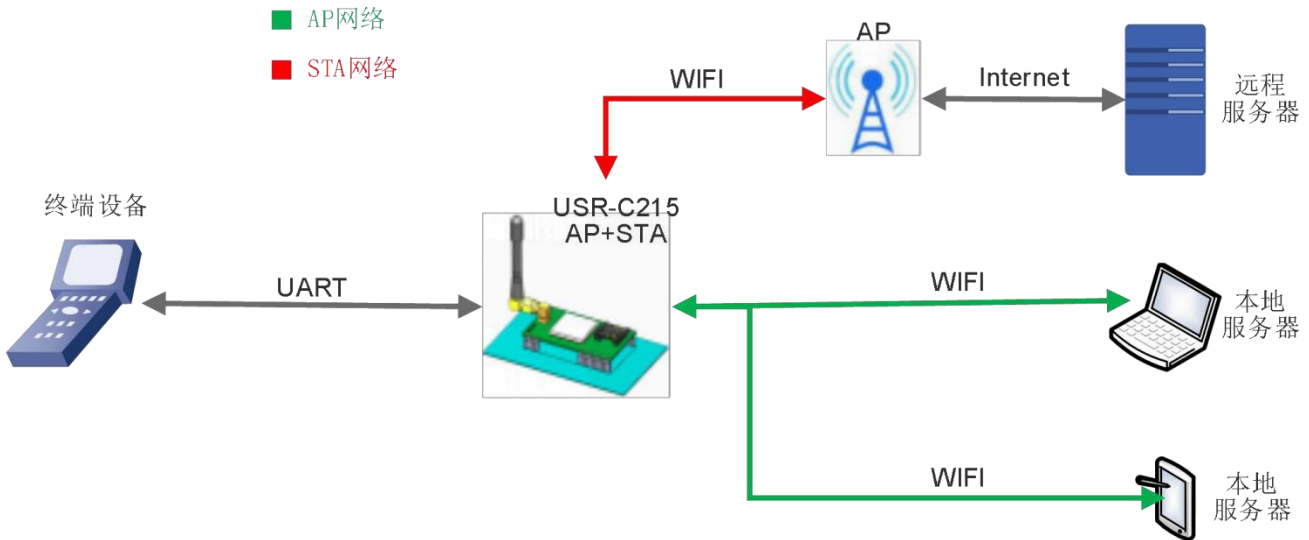 AP网络
STA网络
AP
WIFI
Internet
远程
服务器
终端设备
USR-C215
AP+STA
UART
WIFI
本地
服务器
WIFI
本地
服务器